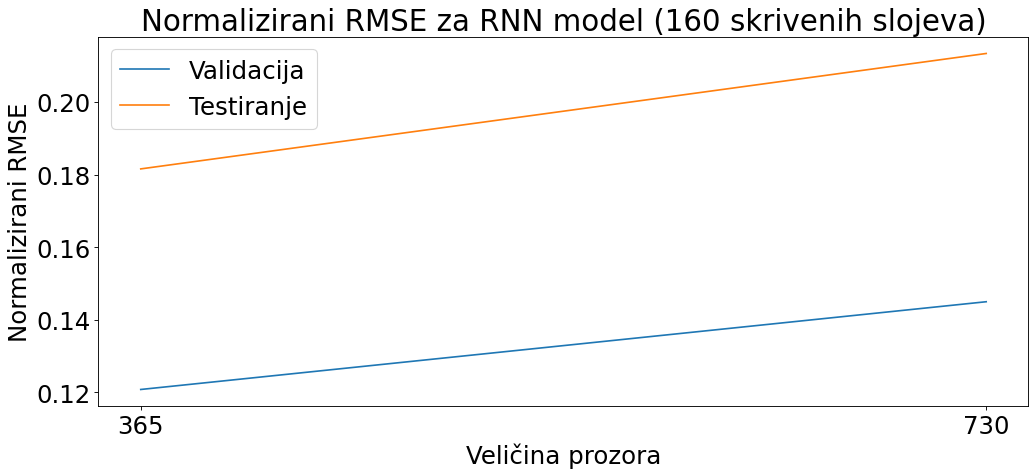 Normalizirani RMSE za RNN model (160 skrivenih slojeva)
Validacija
Testiranje
Normalizirani RMSE
0.20
0.18
0.16
0.14
0.12
365
730
Veličina prozora